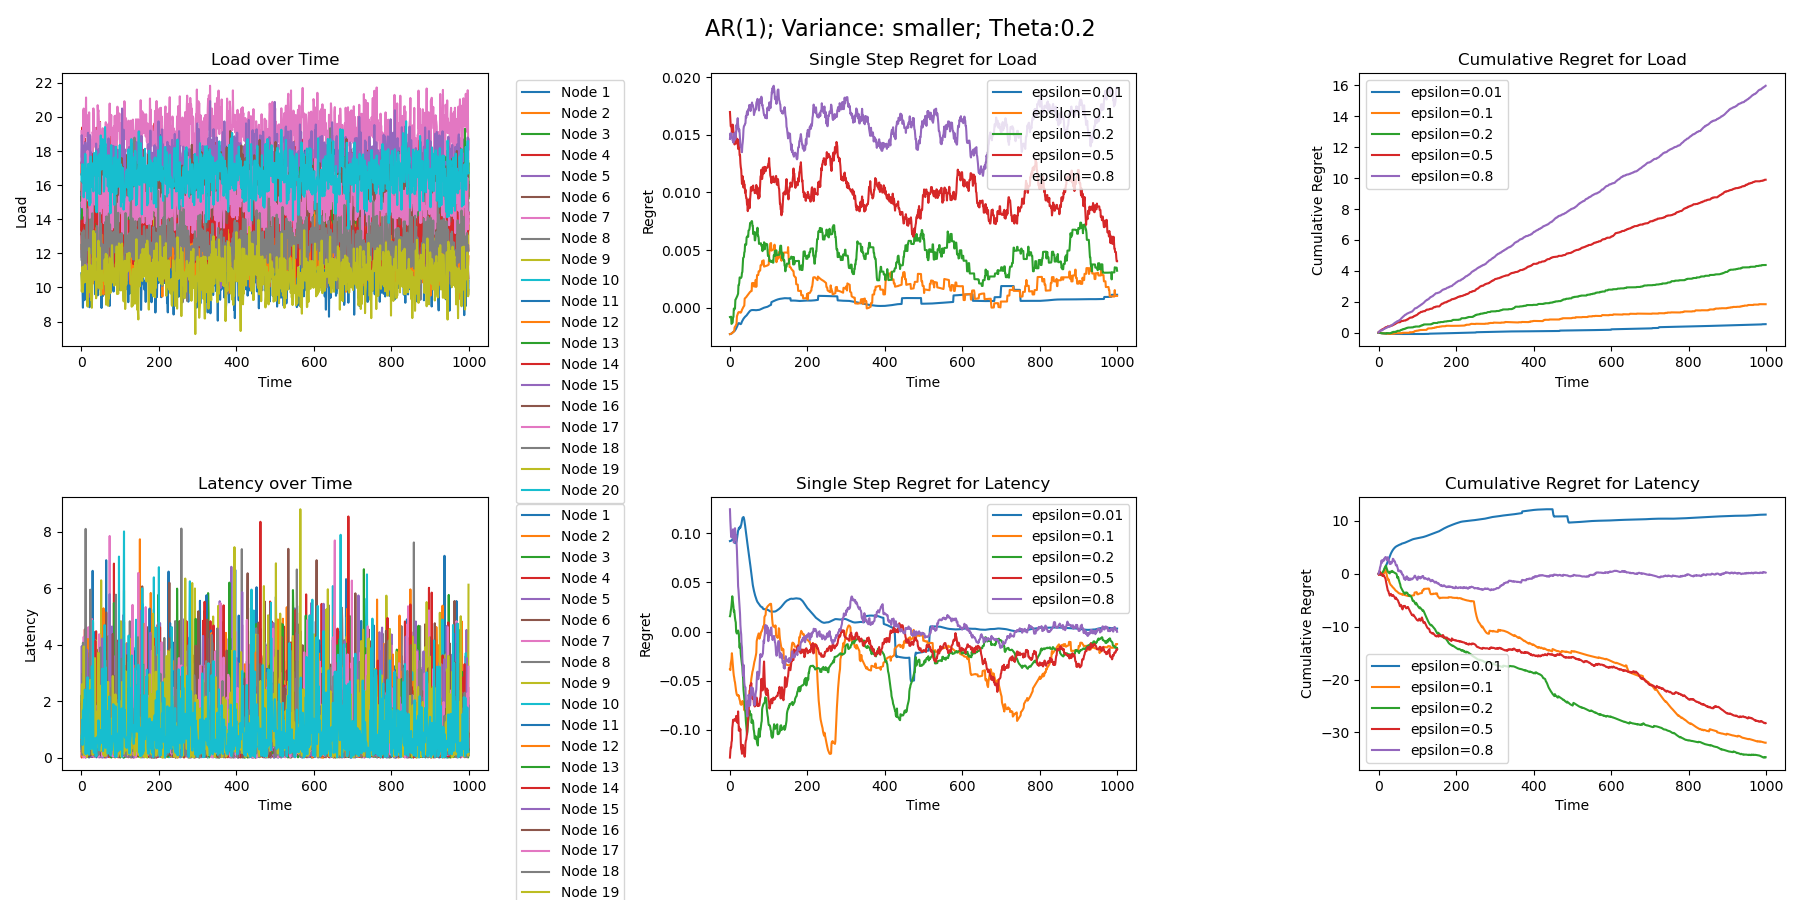 AR(1); Variance: smaller; Theta:0.2
Load over Time
22
20
18
16
14
12
10
8
Load
0 200 400 600 800 1000
Time
Node 1
Node 2
Node 3
Node 4
Node 5
Node 6
Node 7
Node 8
Node 9
Node 10
Node 11
Node 12
Node 13
Node 14
Node 15
Node 16
Node 17
Node 18
Node 19
Node 20
Single Step Regret for Load
0.020
0.015
0.010
0.005
0.000
Regret
0 200 400 600 800 1000
Time
epsilon=0.01
epsilon=0.1
epsilon=0.2
epsilon=0.5
epsilon=0.8
Cumulative Regret for Load
16
14
12
10
8
6
4
2
0
Cumulative Regret
0 200 400 600 800 1000
Time
epsilon=0.01
epsilon=0.1
epsilon=0.2
epsilon=0.5
epsilon=0.8
Latency over Time
8
6
4
2
0
Latency
0 200 400 600 800 1000
Time
Node 1
Node 2
Node 3
Node 4
Node 5
Node 6
Node 7
Node 8
Node 9
Node 10
Node 11
Node 12
Node 13
Node 14
Node 15
Node 16
Node 17
Node 18
Node 19
Single Step Regret for Latency
0.10
0.05
0.00
−0.05
−0.10
Regret
0 200 400 600 800 1000
Time
epsilon=0.01
epsilon=0.1
epsilon=0.2
epsilon=0.5
epsilon=0.8
Cumulative Regret for Latency
10
0
−10
−20
−30
Cumulative Regret
0 200 400 600 800 1000
Time
epsilon=0.01
epsilon=0.1
epsilon=0.2
epsilon=0.5
epsilon=0.8